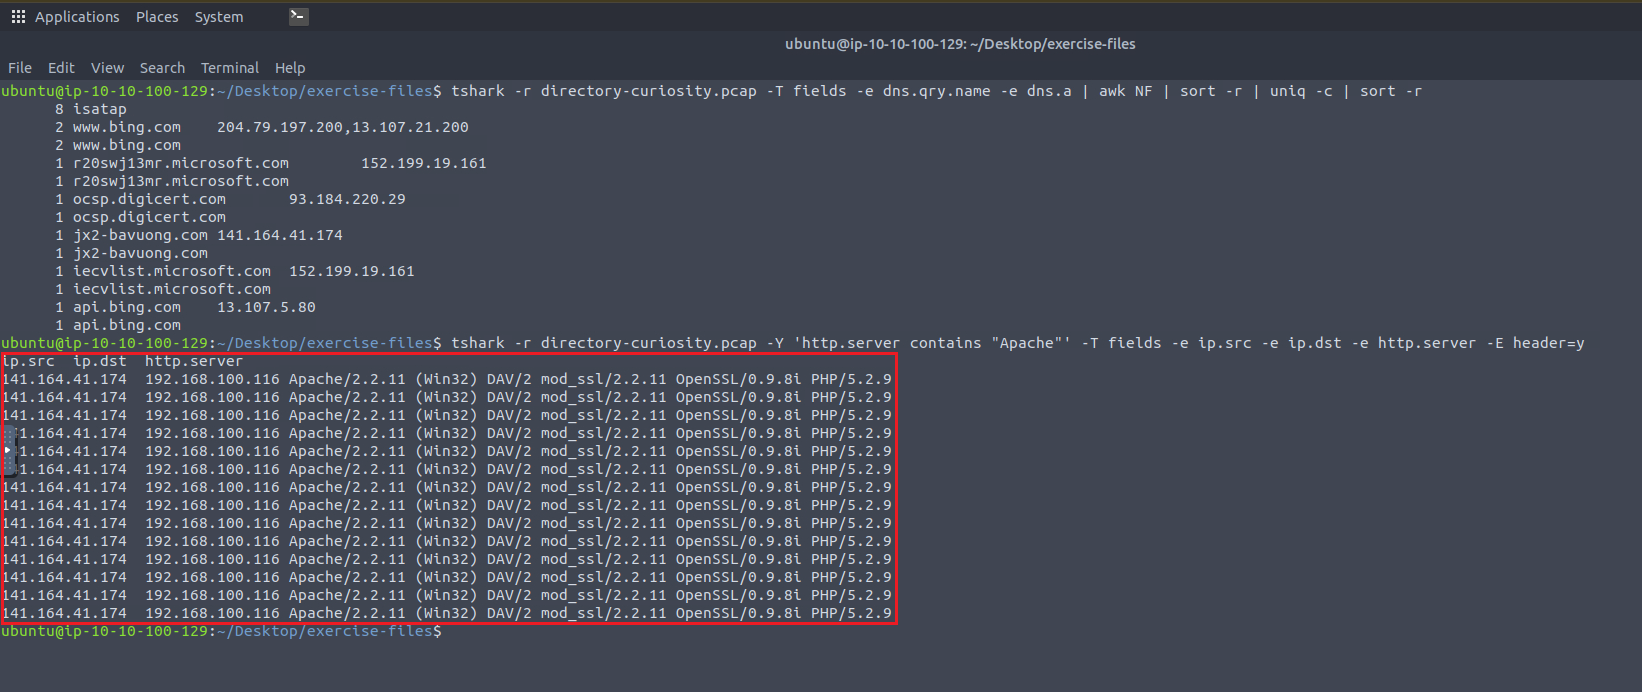 Applications Places System
ubuntu@ip-10-10-100-129: ~/Desktop/exercise-files
File Edit View Search Terminal Help
ubuntu@ip-10-10-100-129:~/Desktop/exercise-files$ tshark -r directory-curiosity.pcap -T fields -e dns.qry.name -e dns.a | awk NF | sort -r | uniq -c | sort -r
8 isatap
2 www.bing.com 204.79.197.200,13.107.21.200
2 www.bing.com
1 r20swj13mr.microsoft.com 152.199.19.161
1 r20swj13mr.microsoft.com
1 ocsp.digicert.com 93.184.220.29
1 ocsp.digicert.com
1 jx2-bavuong.com 141.164.41.174
1 jx2-bavuong.com
1 iecvlist.microsoft.com 152.199.19.161
1 iecvlist.microsoft.com
1 api.bing.com 13.107.5.80
1 api.bing.com
ubuntu@ip-10-10-100-129:~/Desktop/exercise-files$ tshark -r directory-curiosity.pcap -Y 'http.server contains "Apache"' -T fields -e ip.src -e ip.dst -e http.server -E header=y
ip.src ip.dst http.server
141.164.41.174 192.168.100.116 Apache/2.2.11 (Win32) DAV/2 mod_ssl/2.2.11 OpenSSL/0.9.8i PHP/5.2.9
141.164.41.174 192.168.100.116 Apache/2.2.11 (Win32) DAV/2 mod_ssl/2.2.11 OpenSSL/0.9.8i PHP/5.2.9
141.164.41.174 192.168.100.116 Apache/2.2.11 (Win32) DAV/2 mod_ssl/2.2.11 OpenSSL/0.9.8i PHP/5.2.9
1.164.41.174 192.168.100.116 Apache/2.2.11 (Win32) DAV/2 mod_ssl/2.2.11 OpenSSL/0.9.8i PHP/5.2.9
1.164.41.174 192.168.100.116 Apache/2.2.11 (Win32) DAV/2 mod_ssl/2.2.11 OpenSSL/0.9.8i PHP/5.2.9
1.164.41.174 192.168.100.116 Apache/2.2.11 (Win32) DAV/2 mod_ssl/2.2.11 OpenSSL/0.9.8i PHP/5.2.9
141.164.41.174 192.168.100.116 Apache/2.2.11 (Win32) DAV/2 mod_ssl/2.2.11 OpenSSL/0.9.8i PHP/5.2.9
141.164.41.174 192.168.100.116 Apache/2.2.11 (Win32) DAV/2 mod_ssl/2.2.11 OpenSSL/0.9.8i PHP/5.2.9
141.164.41.174 192.168.100.116 Apache/2.2.11 (Win32) DAV/2 mod_ssl/2.2.11 OpenSSL/0.9.8i PHP/5.2.9
141.164.41.174 192.168.100.116 Apache/2.2.11 (Win32) DAV/2 mod_ssl/2.2.11 OpenSSL/0.9.8i PHP/5.2.9
141.164.41.174 192.168.100.116 Apache/2.2.11 (Win32) DAV/2 mod_ssl/2.2.11 OpenSSL/0.9.8i PHP/5.2.9
141.164.41.174 192.168.100.116 Apache/2.2.11 (Win32) DAV/2 mod_ssl/2.2.11 OpenSSL/0.9.8i PHP/5.2.9
141.164.41.174 192.168.100.116 Apache/2.2.11 (Win32) DAV/2 mod_ssl/2.2.11 OpenSSL/0.9.8i PHP/5.2.9
141.164.41.174 192.168.100.116 Apache/2.2.11 (Win32) DAV/2 mod_ssl/2.2.11 OpenSSL/0.9.8i PHP/5.2.9
ubuntu@ip-10-10-100-129:~/Desktop/exercise-files$